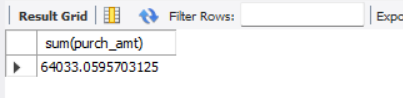 Result Grid Filter Rows: Expo
sum(purch_amt)
64033.0595703125